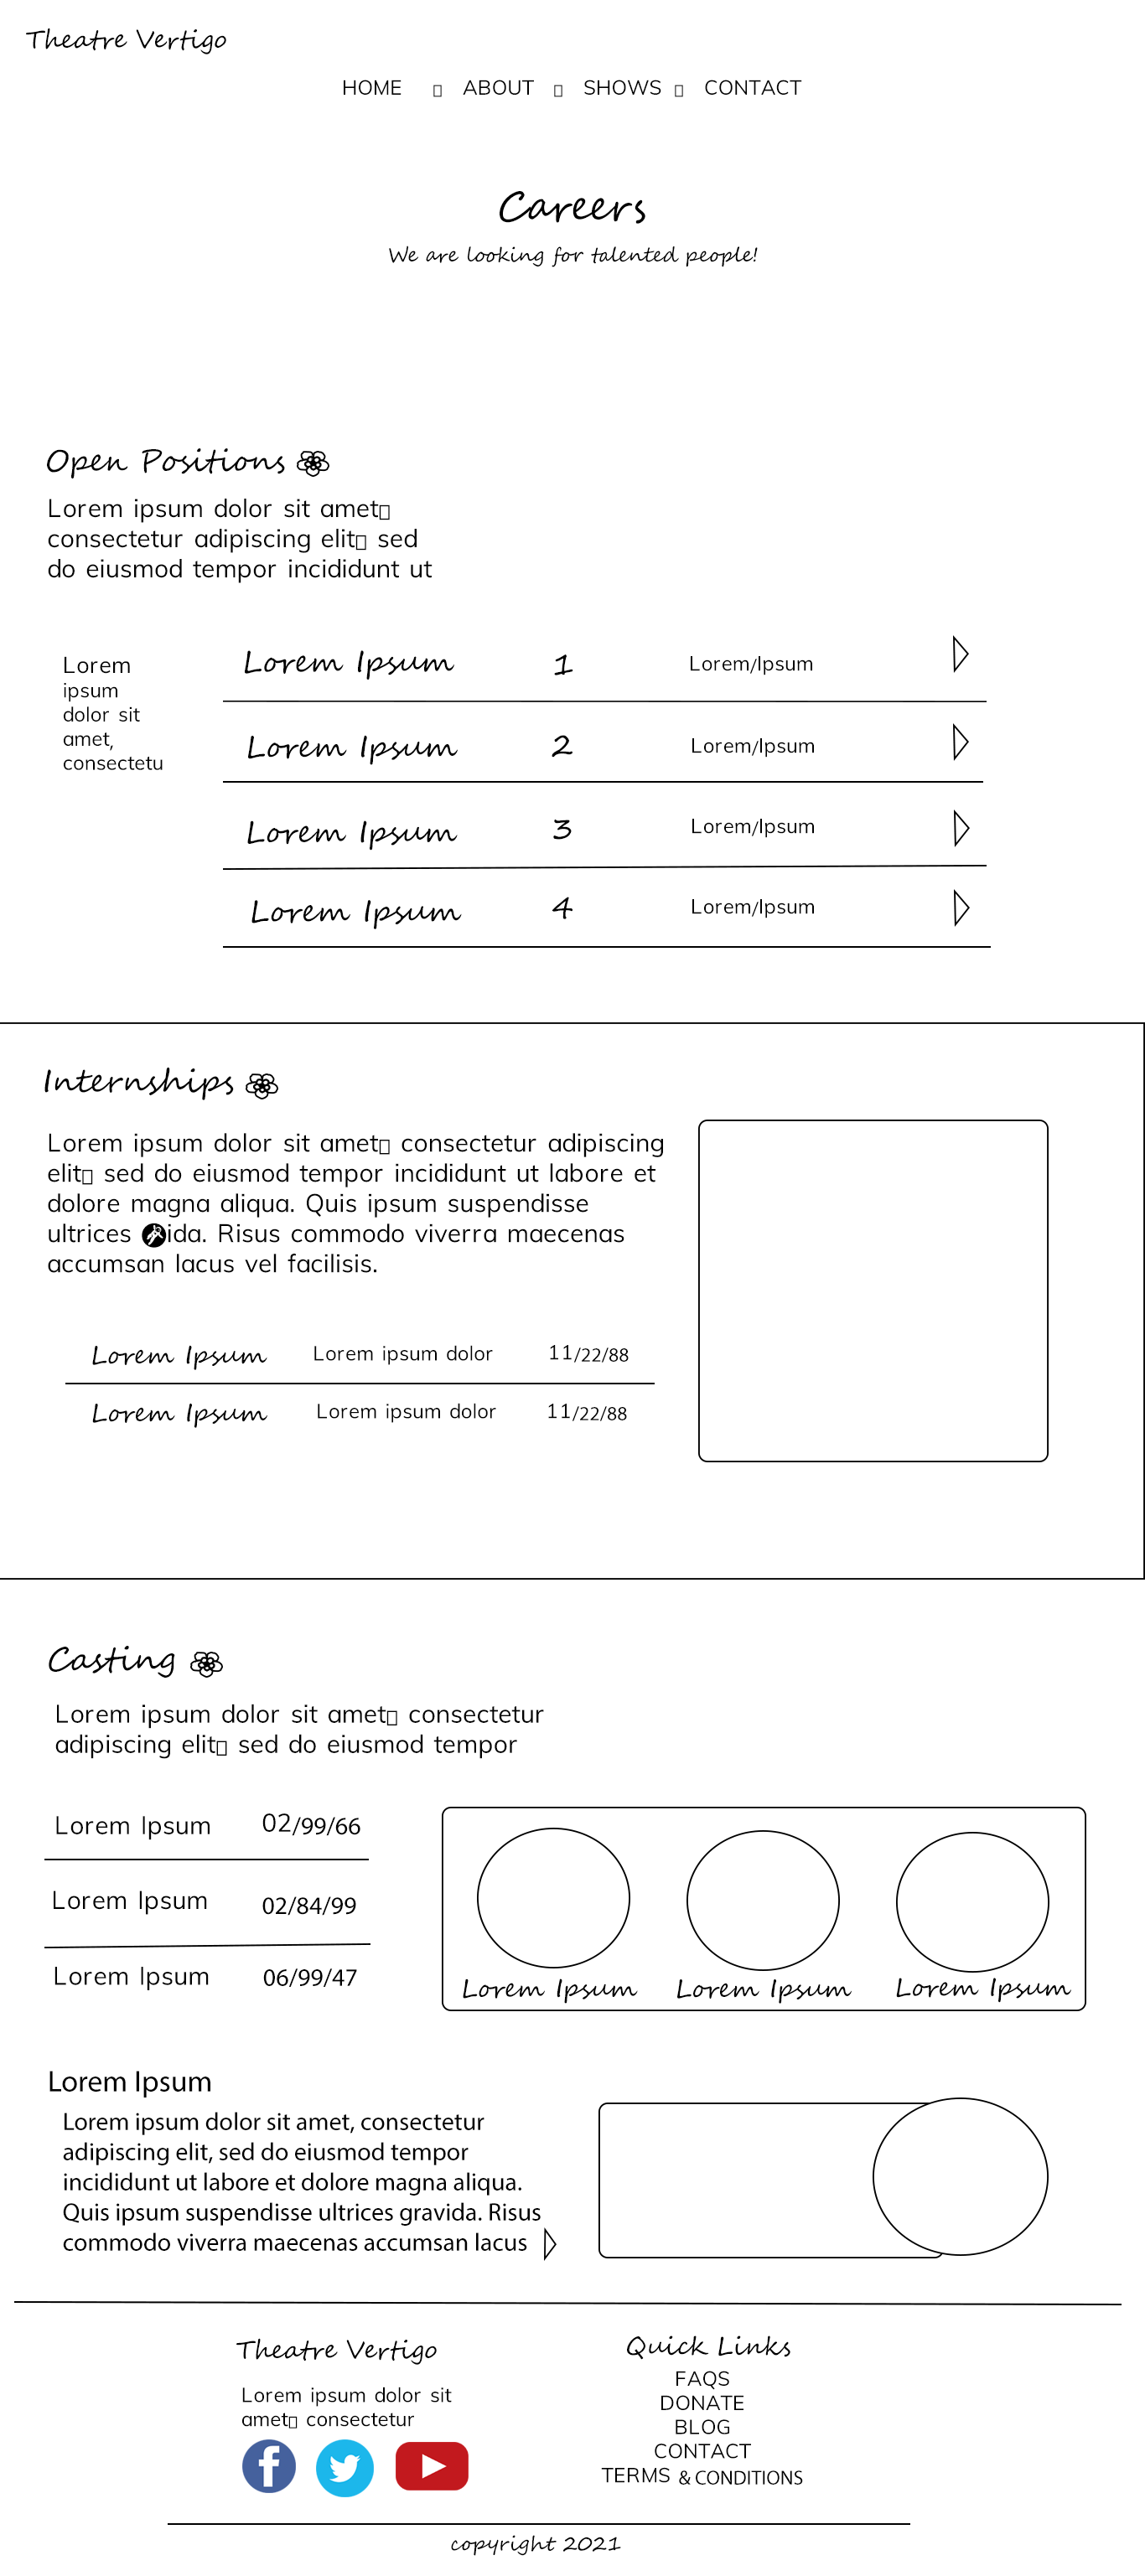 Theatre Vertigo
HOME ▯ ABOUT ▯ SHOWS ▯ CONTACT
Careers
We are looking for talented people!
Open Positions
Lorem ipsum dolor sit amet▯
consectetur adipiscing elit▯ sed
do eiusmod tempor incididunt ut
Lorem
ipsum
dolor sit
amet,
consectetu
Lorem Ipsum 1 Lorem/Ipsum
Lorem Ipsum 2 Lorem/Ipsum
Lorem Ipsum 3 Lorem/Ipsum
Lorem Ipsum 4 Lorem/Ipsum
Internships
Lorem ipsum dolor sit amet▯ consectetur adipiscing
elit▯ sed do eiusmod tempor incididunt ut labore et
dolore magna aliqua. Quis ipsum suspendisse
ultrices ida. Risus commodo viverra maecenas
accumsan lacus vel facilisis.
Lorem Ipsum Lorem ipsum dolor 11/22/88
Lorem Ipsum Lorem ipsum dolor 11/22/88
Casting
Lorem ipsum dolor sit amet▯ consectetur
adipiscing elit▯ sed do eiusmod tempor
Lorem Ipsum 02/99/66
Lorem Ipsum 02/84/99
Lorem Ipsum 06/99/47
Lorem Ipsum Lorem Ipsum Lorem Ipsum
Lorem Ipsum
Lorem ipsum dolor sit amet, consectetur
adipiscing elit, sed do eiusmod tempor
incididunt ut labore et dolore magna aliqua.
Quis ipsum suspendisse ultrices gravida. Risus
commodo viverra maecenas accumsan lacus
Theatre Vertigo
Lorem ipsum dolor sit
amet▯ consectetur
Quick Links
FAQS
DONATE
BLOG
CONTACT
TERMS & CONDITIONS
copyright 2021